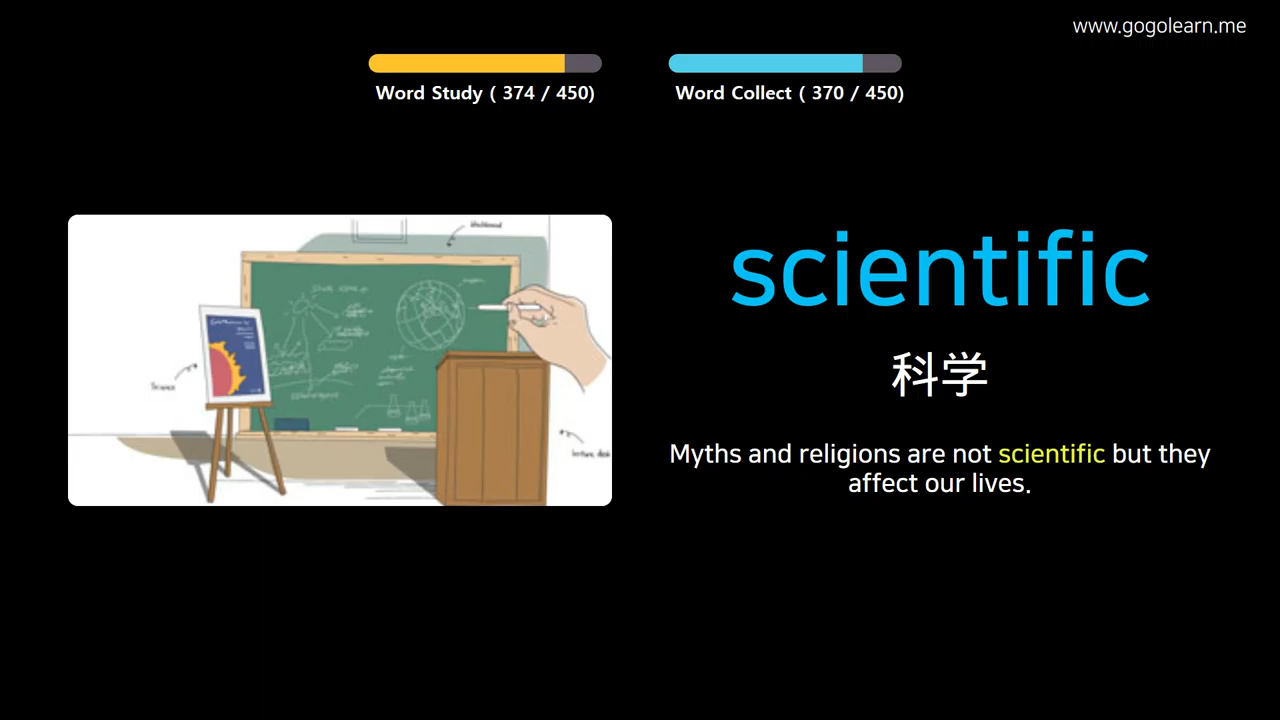 www.gogolearn.me
Word Study ( 374 / 450)
Word Collect ( 370 / 450)
scientific
科学
Myths and religions are not scientific but they
affect our lives.